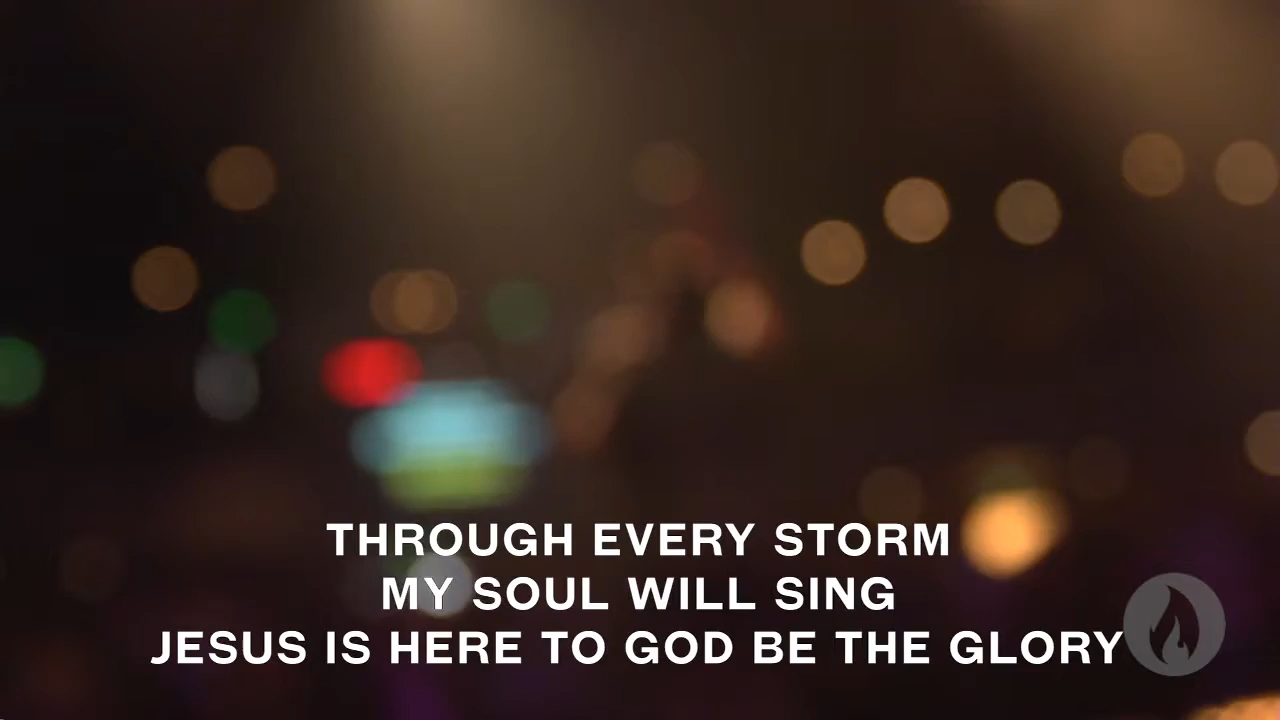 THROUGH EVERY STORM
MY SOUL WILL SING
JESUS IS HERE TO GOD BE THE GLORY